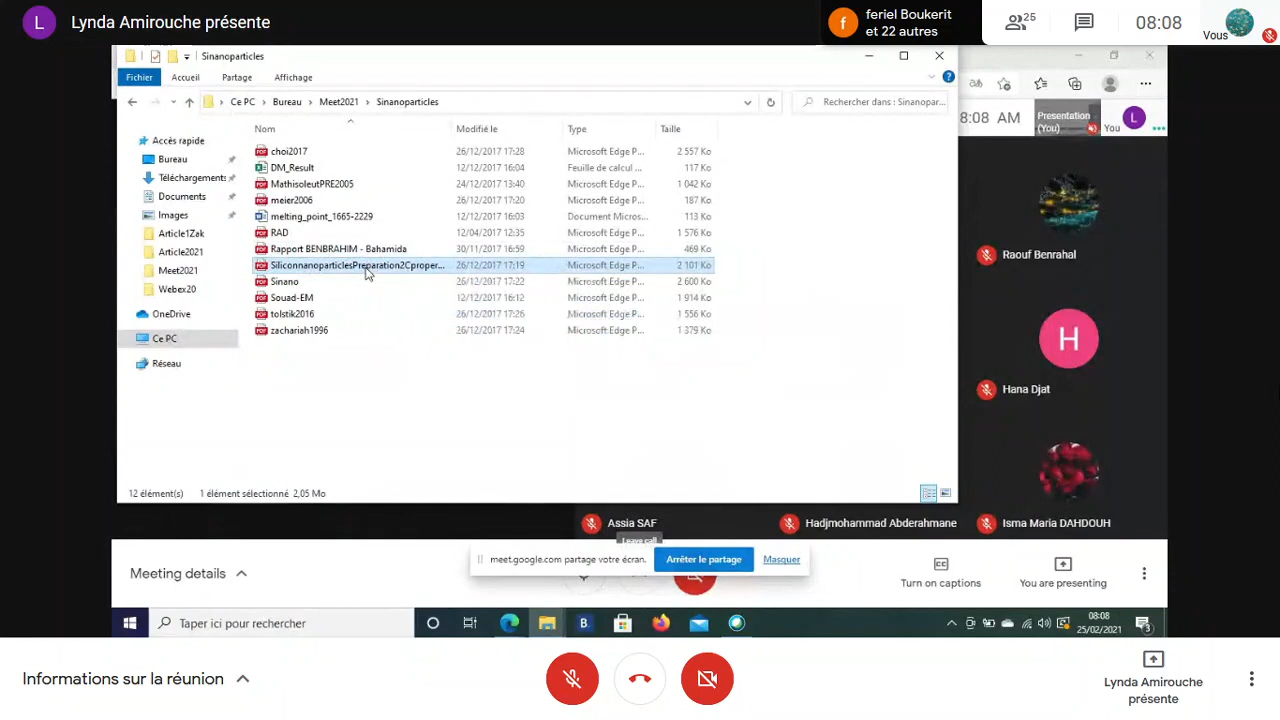 L Lynda Amirouche présente
f feriel Boukerit
et 22 autres
25
08:08
Vous
Sinanoparticles
Fichier Accueil Partage Affichage
Ce PC > Bureau > Meet2021 > Sinanoparticles
Rechercher dans : Sinanopar...
Nom Modifié le Type Taille
choi2017 26/12/2017 17:28 Microsoft Edge P... 2 557 Ko
DM_Result 12/12/2017 16:04 Feuille de calcul ... 117 Ko
MathisoleutPRE2005 24/12/2017 13:40 Microsoft Edge P... 1 042 Ko
meier2006 26/12/2017 17:20 Microsoft Edge P... 187 Ko
melting_point_1665-2229 12/12/2017 16:03 Document Micros... 113 Ko
RAD 12/04/2017 12:35 Microsoft Edge P... 1 576 Ko
Rapport BENBRAHIM - Bahamida 30/11/2017 16:59 Microsoft Edge P... 469 Ko
SiliconnanoparticlesPreparation2Cproper... 26/12/2017 17:19 Microsoft Edge P... 2 101 Ko
Sinano 26/12/2017 17:22 Microsoft Edge P... 2 600 Ko
Souad-EM 12/12/2017 16:12 Microsoft Edge P... 1 914 Ko
tolstik2016 26/12/2017 17:26 Microsoft Edge P... 1 556 Ko
zachariah1996 26/12/2017 17:24 Microsoft Edge P... 1 379 Ko
Accès rapide
Bureau
Téléchargements
Documents
Images
Article1Zak
Article2021
Meet2021
Webex20
OneDrive
Ce PC
Réseau
12 élément(s) 1 élément sélectionné 2,05 Mo
8:08 AM
Presentation
(You)
You
L
Raouf Benrahal
H
Hana Djat
Assia SAF
Hadjmohammad Abderahmane
Isma Maria DAHDOUH
Leave call
meet.google.com partage votre écran. Arrêter le partage Masquer
Meeting details
Turn on captions
You are presenting
Taper ici pour rechercher
B
08:08
25/02/2021
3
Informations sur la réunion
Lynda Amirouche
présente